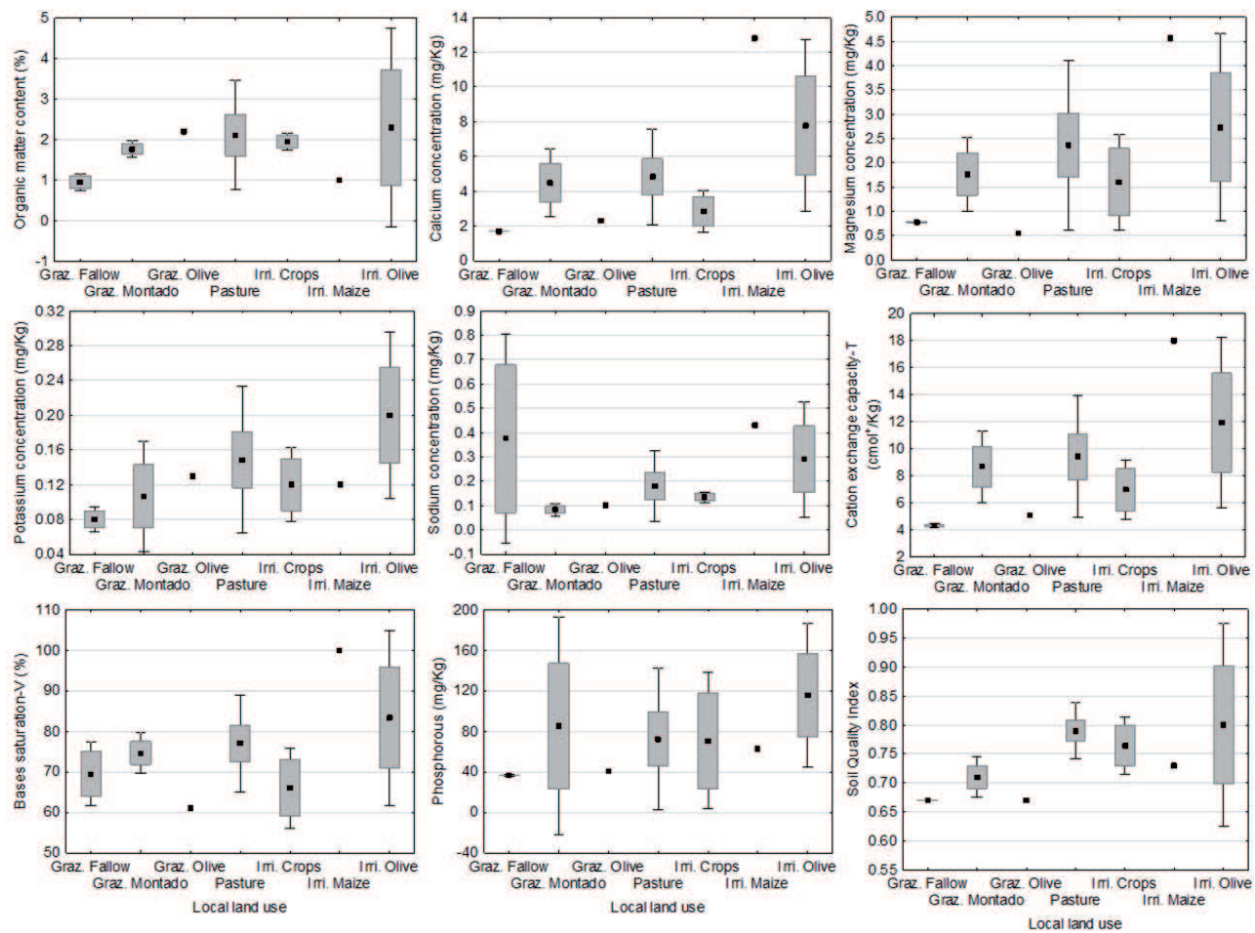 Organic matter content (%)
5
4
3
2
1
0
-1
Graz. Fallow Graz. Olive Irri. Crops Irri. Olive
Graz. Montado Pasture Irri. Maize
Calcium concentration (mg/Kg)
14
12
10
8
6
4
2
0
Graz. Fallow Graz. Olive Irri. Crops Irri. Olive
Graz. Montado Pasture Irri. Maize
Magnesium concentration (mg/Kg)
5.0
4.5
4.0
3.5
3.0
2.5
2.0
1.5
1.0
0.5
0.0
Graz. Fallow Graz. Olive Irri. Crops Irri. Olive
Graz. Montado Pasture Irri. Maize
Potassium concentration (mg/Kg)
0.32
0.28
0.24
0.20
0.16
0.12
0.08
0.04
Graz. Fallow Graz. Olive Irri. Crops Irri. Olive
Graz. Montado Pasture Irri. Maize
Sodium concentration (mg/Kg)
0.9
0.8
0.7
0.6
0.5
0.4
0.3
0.2
0.1
0.0
-0.1
Graz. Fallow Graz. Olive Irri. Crops Irri. Olive
Graz. Montado Pasture Irri. Maize
Cation exchange capacity-T
(cmol+/Kg)
20
18
16
14
12
10
8
6
4
2
Graz. Fallow Graz. Olive Irri. Crops Irri. Olive
Graz. Montado Pasture Irri. Maize
Bases saturation-V (%)
110
100
90
80
70
60
50
Graz. Fallow Graz. Olive Irri. Crops Irri. Olive
Graz. Montado Pasture Irri. Maize
Local land use
Phosphorous (mg/Kg)
200
160
120
80
40
0
-40
Graz. Fallow Graz. Olive Irri. Crops Irri. Olive
Graz. Montado Pasture Irri. Maize
Local land use
Soil Quality Index
1.00
0.95
0.90
0.85
0.80
0.75
0.70
0.65
0.60
0.55
Graz. Fallow Graz. Olive Irri. Crops Irri. Olive
Graz. Montado Pasture Irri. Maize
Local land use